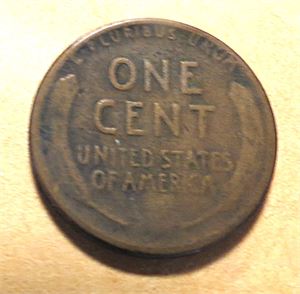 E PLURIBUS UNUM
ONE
CENT
UNITED STATES
OF AMERICA